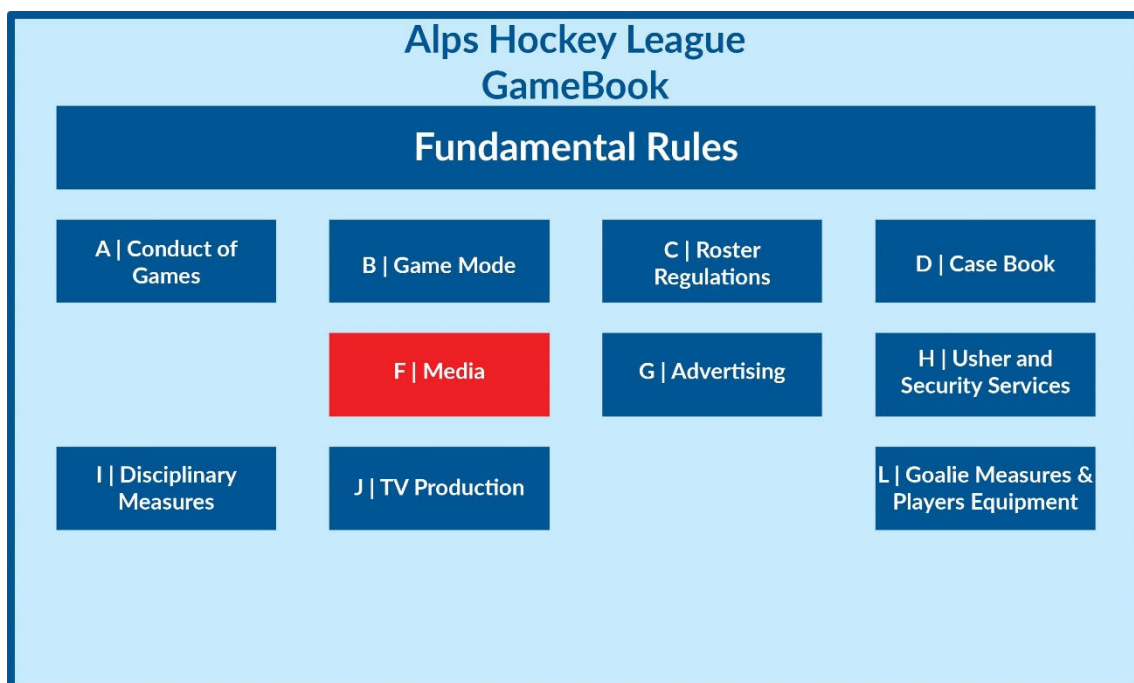 Alps Hockey League
GameBook
Fundamental Rules
A | Conduct of
Games
B | Game Mode
C | Roster
Regulations
D | Case Book
F | Media
G | Advertising
H | Usher and
Security Services
I | Disciplinary
Measures
J | TV Production
L | Goalie Measures &
Players Equipment